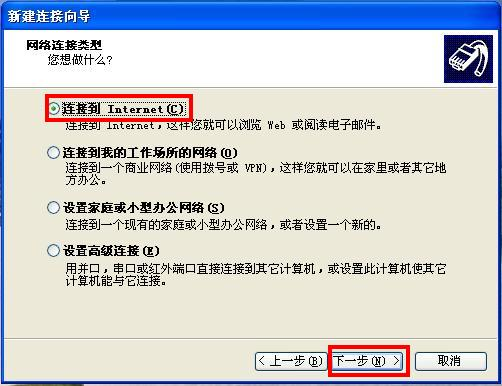 新建连接向导
网络连接类型
您想做什么?
连接到 Internet(C)
连接到 Internet,这样您就可以浏览 Web 或阅读电子邮件。
连接到我的工作场所的网络(O)
连接到一个商业网络(使用拨号或 VPN),这样您就可以在家里或者其它地
方办公。
设置家庭或小型办公网络(S)
连接到一个现有的家庭或小型办公网络,或者设置一个新的。
设置高级连接(E)
用并口,串口或红外端口直接连接到其它计算机,或设置此计算机使其它
计算机能与它连接。
< 上一步(B) 下一步(N) > 取消